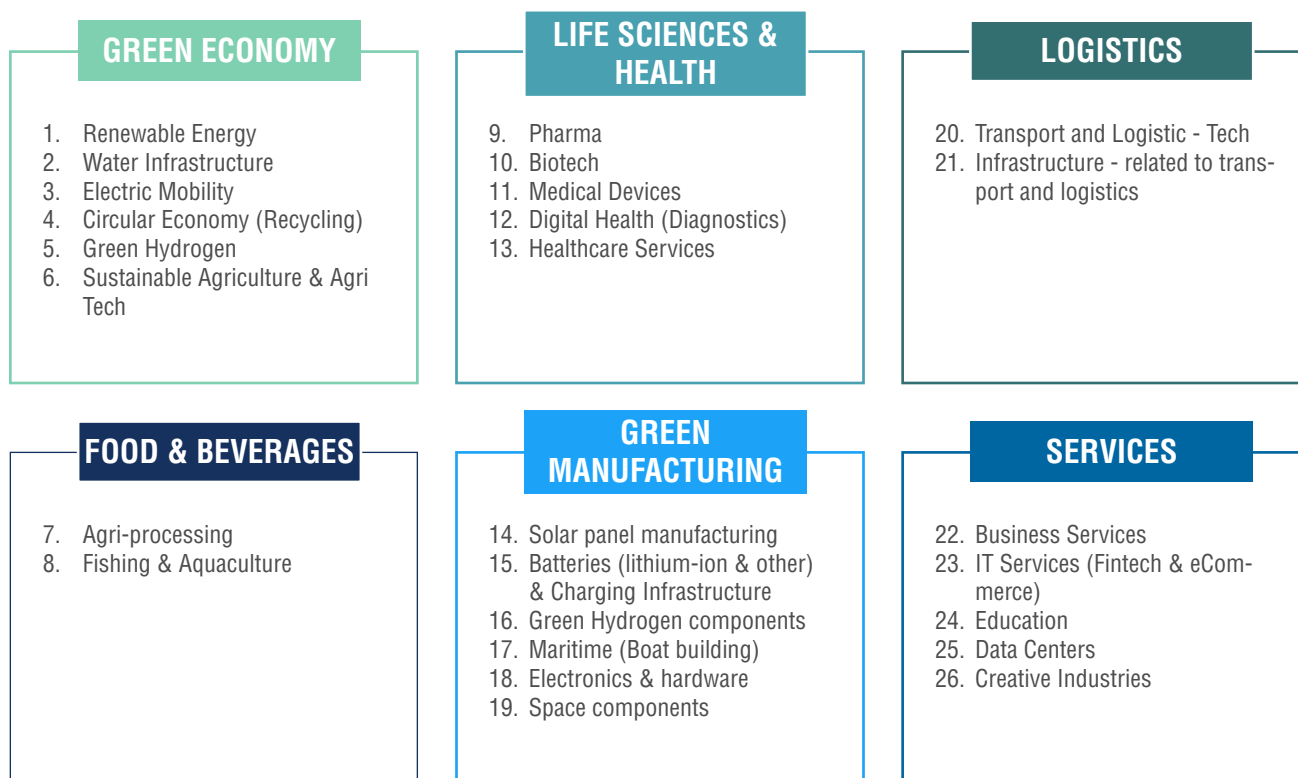 GREEN ECONOMY
1. Renewable Energy
2. Water Infrastructure
3. Electric Mobility
4. Circular Economy (Recycling)
5. Green Hydrogen
6. Sustainable Agriculture & Agri
Tech
LIFE SCIENCES &
HEALTH
9. Pharma
10. Biotech
11. Medical Devices
12. Digital Health (Diagnostics)
13. Healthcare Services
LOGISTICS
20. Transport and Logistic - Tech
21. Infrastructure - related to trans-
port and logistics
FOOD & BEVERAGES
7. Agri-processing
8. Fishing & Aquaculture
GREEN
MANUFACTURING
14. Solar panel manufacturing
15. Batteries (lithium-ion & other)
& Charging Infrastructure
16. Green Hydrogen components
17. Maritime (Boat building)
18. Electronics & hardware
19. Space components
SERVICES
22. Business Services
23. IT Services (Fintech & eCom-
merce)
24. Education
25. Data Centers
26. Creative Industries